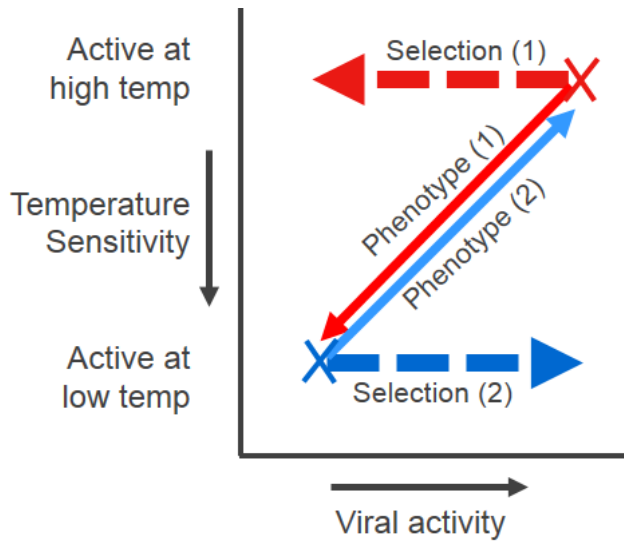 Active at
high temp
Selection (1)
Temperature
Sensitivity
Phenotype (1)
Phenotype (2)
Active at
low temp
Selection (2)
Viral activity